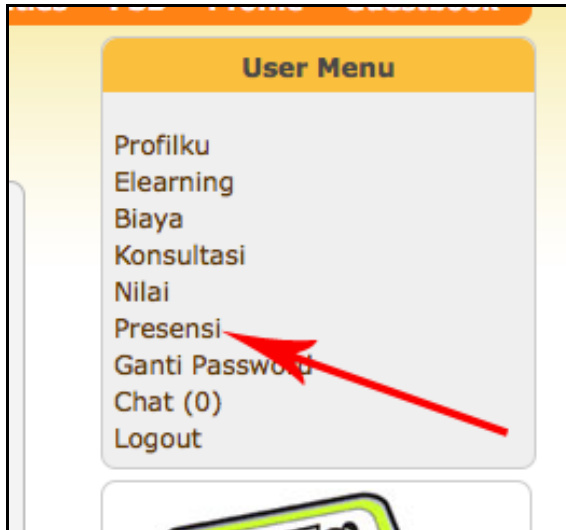 User Menu
Profilku
Elearning
Biaya
Konsultasi
Nilai
Presensi
Ganti Password
Chat (0)
Logout